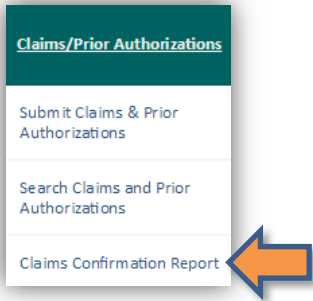 Claims/Prior Authorizations
Submit Claims & Prior
Authorizations
Search Claims and Prior
Authorizations
Claims Confirmation Report